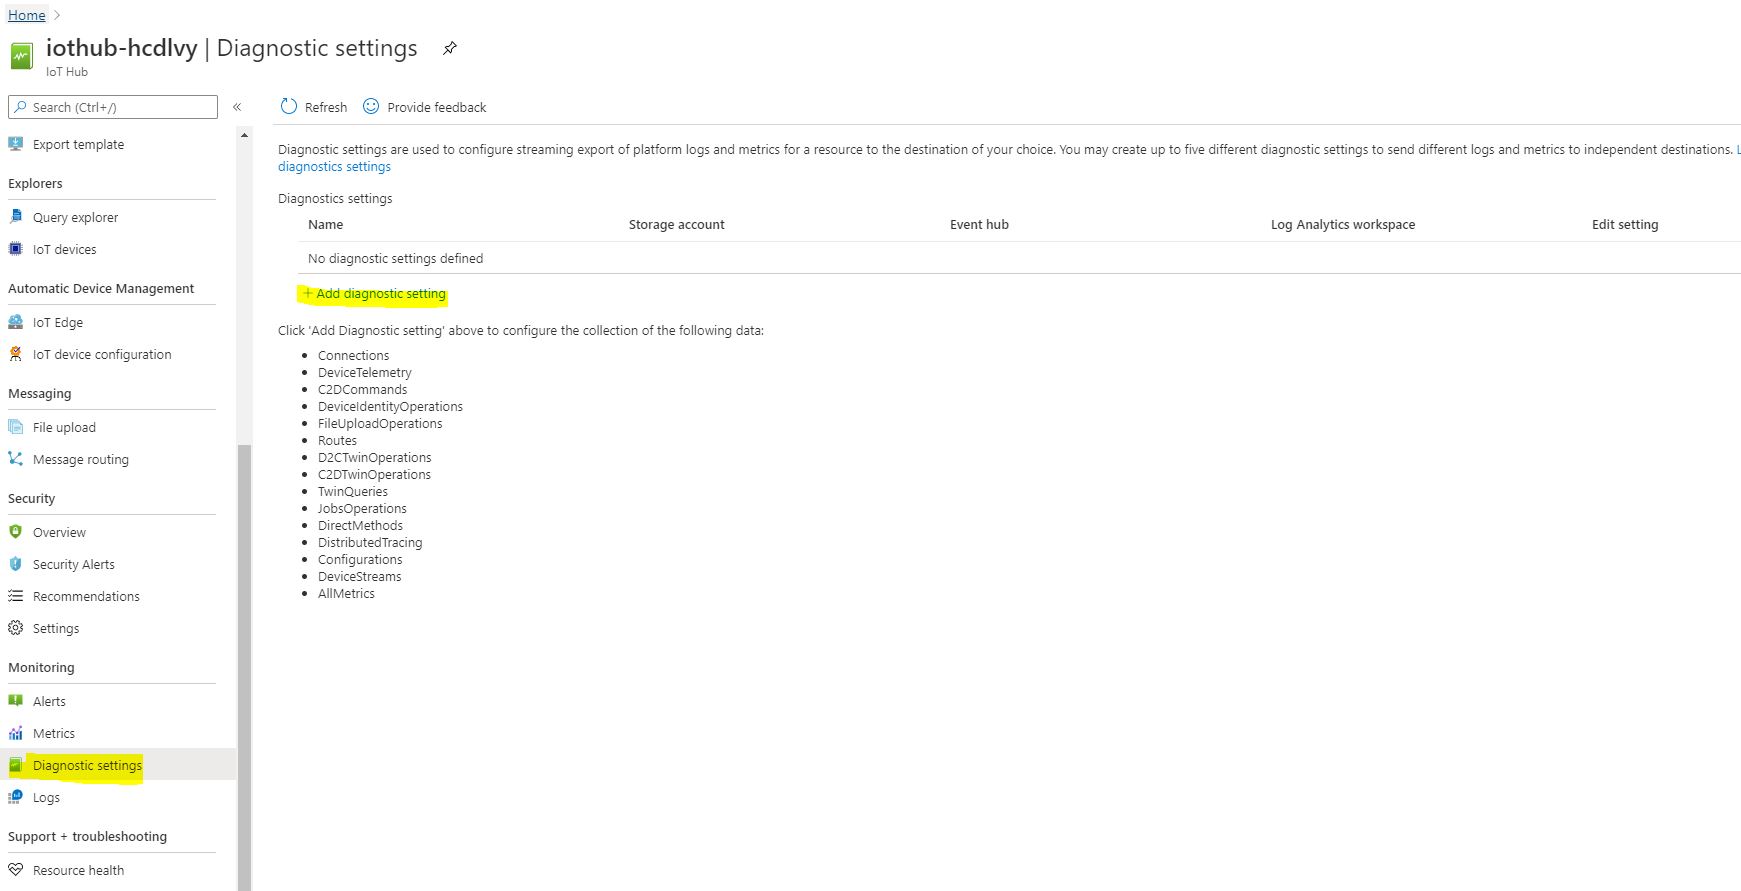 Home
iothub-hcdlvy | Diagnostic settings
IoT Hub
Search (Ctrl+/)
«
Refresh
Provide feedback
Export template
Explorers
Query explorer
IoT devices
Automatic Device Management
IoT Edge
IoT device configuration
Messaging
File upload
Message routing
Security
Overview
Security Alerts
Recommendations
Settings
Monitoring
Alerts
Metrics
Diagnostic settings
Logs
Support + troubleshooting
Resource health
Diagnostic settings are used to configure streaming export of platform logs and metrics for a resource to the destination of your choice. You may create up to five different diagnostic settings to send different logs and metrics to independent destinations. L
diagnostics settings
Diagnostics settings
Name Storage account Event hub Log Analytics workspace Edit setting
No diagnostic settings defined
+ Add diagnostic setting
Click 'Add Diagnostic setting' above to configure the collection of the following data:
• Connections
• DeviceTelemetry
• C2DCommands
• DeviceIdentityOperations
• FileUploadOperations
• Routes
• D2CTwinOperations
• C2DTwinOperations
• TwinQueries
• JobsOperations
• DirectMethods
• DistributedTracing
• Configurations
• DeviceStreams
• AllMetrics